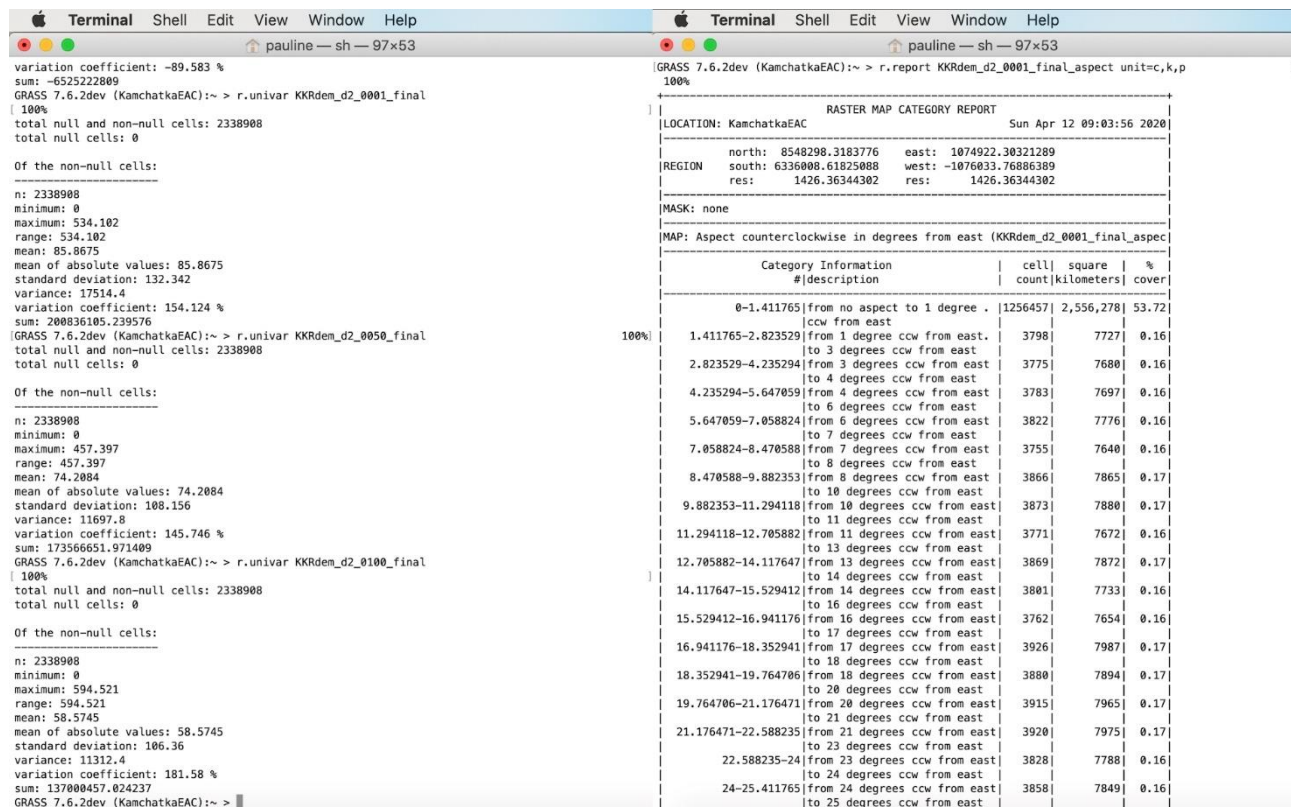 Terminal Shell Edit View Window Help
pauline — sh — 97×53
variation coefficient: -89.583 %
sum: -6525222809
GRASS 7.6.2dev (KamchatkaEAC):~ > r.univar KKRdem_d2_0001_final
[ 100% ]
total null and non-null cells: 2338908
total null cells: 0
Of the non-null cells:
----------------------
n: 2338908
minimum: 0
maximum: 534.102
range: 534.102
mean: 85.8675
mean of absolute values: 85.8675
standard deviation: 132.342
variance: 17514.4
variation coefficient: 154.124 %
sum: 200836105.239576
[GRASS 7.6.2dev (KamchatkaEAC):~ > r.univar KKRdem_d2_0050_final 100%]
total null and non-null cells: 2338908
total null cells: 0
Of the non-null cells:
----------------------
n: 2338908
minimum: 0
maximum: 457.397
range: 457.397
mean: 74.2084
mean of absolute values: 74.2084
standard deviation: 108.156
variance: 11697.8
variation coefficient: 145.746 %
sum: 173566651.971409
GRASS 7.6.2dev (KamchatkaEAC):~ > r.univar KKRdem_d2_0100_final
[ 100% ]
total null and non-null cells: 2338908
total null cells: 0
Of the non-null cells:
----------------------
n: 2338908
minimum: 0
maximum: 594.521
range: 594.521
mean: 58.5745
mean of absolute values: 58.5745
standard deviation: 106.36
variance: 11312.4
variation coefficient: 181.58 %
sum: 137000457.024237
GRASS 7.6.2dev (KamchatkaEAC):~ >
Terminal Shell Edit View Window Help
pauline — sh — 97×53
[GRASS 7.6.2dev (KamchatkaEAC):~ > r.report KKRdem_d2_0001_final_aspect unit=c,k,p
100%
+-----------------------------------------------------------------------------+
| RASTER MAP CATEGORY REPORT |
|LOCATION: KamchatkaEAC Sun Apr 12 09:03:56 2020|
|-----------------------------------------------------------------------------|
| north: 8548298.3183776 east: 1074922.30321289 |
|REGION south: 6336008.61825088 west: -1076033.76886389 |
| res: 1426.36344302 res: 1426.36344302 |
|-----------------------------------------------------------------------------|
|MASK: none |
|-----------------------------------------------------------------------------|
|MAP: Aspect counterclockwise in degrees from east (KKRdem_d2_0001_final_aspec|
|-----------------------------------------------------------------------------|
| Category Information | cell| square | % |
| #|description | count|kilometers| cover|
|-----------------------------------------------------------------------------|
| 0-1.411765|from no aspect to 1 degree . |1256457| 2,556,278| 53.72|
| |ccw from east | | | |
| 1.411765-2.823529|from 1 degree ccw from east. | 3798| 7727| 0.16|
| |to 3 degrees ccw from east | | | |
| 2.823529-4.235294|from 3 degrees ccw from east | 3775| 7680| 0.16|
| |to 4 degrees ccw from east | | | |
| 4.235294-5.647059|from 4 degrees ccw from east | 3783| 7697| 0.16|
| |to 6 degrees ccw from east | | | |
| 5.647059-7.058824|from 6 degrees ccw from east | 3822| 7776| 0.16|
| |to 7 degrees ccw from east | | | |
| 7.058824-8.470588|from 7 degrees ccw from east | 3755| 7640| 0.16|
| |to 8 degrees ccw from east | | | |
| 8.470588-9.882353|from 8 degrees ccw from east | 3866| 7865| 0.17|
| |to 10 degrees ccw from east | | | |
| 9.882353-11.294118|from 10 degrees ccw from east| 3873| 7880| 0.17|
| |to 11 degrees ccw from east | | | |
| 11.294118-12.705882|from 11 degrees ccw from east| 3771| 7672| 0.16|
| |to 13 degrees ccw from east | | | |
| 12.705882-14.117647|from 13 degrees ccw from east| 3869| 7872| 0.17|
| |to 14 degrees ccw from east | | | |
| 14.117647-15.529412|from 14 degrees ccw from east| 3801| 7733| 0.16|
| |to 16 degrees ccw from east | | | |
| 15.529412-16.941176|from 16 degrees ccw from east| 3762| 7654| 0.16|
| |to 17 degrees ccw from east | | | |
| 16.941176-18.352941|from 17 degrees ccw from east| 3926| 7987| 0.17|
| |to 18 degrees ccw from east | | | |
| 18.352941-19.764706|from 18 degrees ccw from east| 3880| 7894| 0.17|
| |to 20 degrees ccw from east | | | |
| 19.764706-21.176471|from 20 degrees ccw from east| 3915| 7965| 0.17|
| |to 21 degrees ccw from east | | | |
| 21.176471-22.588235|from 21 degrees ccw from east| 3920| 7975| 0.17|
| |to 23 degrees ccw from east | | | |
| 22.588235-24|from 23 degrees ccw from east| 3828| 7788| 0.16|
| |to 24 degrees ccw from east | | | |
| 24-25.411765|from 24 degrees ccw from east| 3858| 7849| 0.16|
| |to 25 degrees ccw from east | | | |